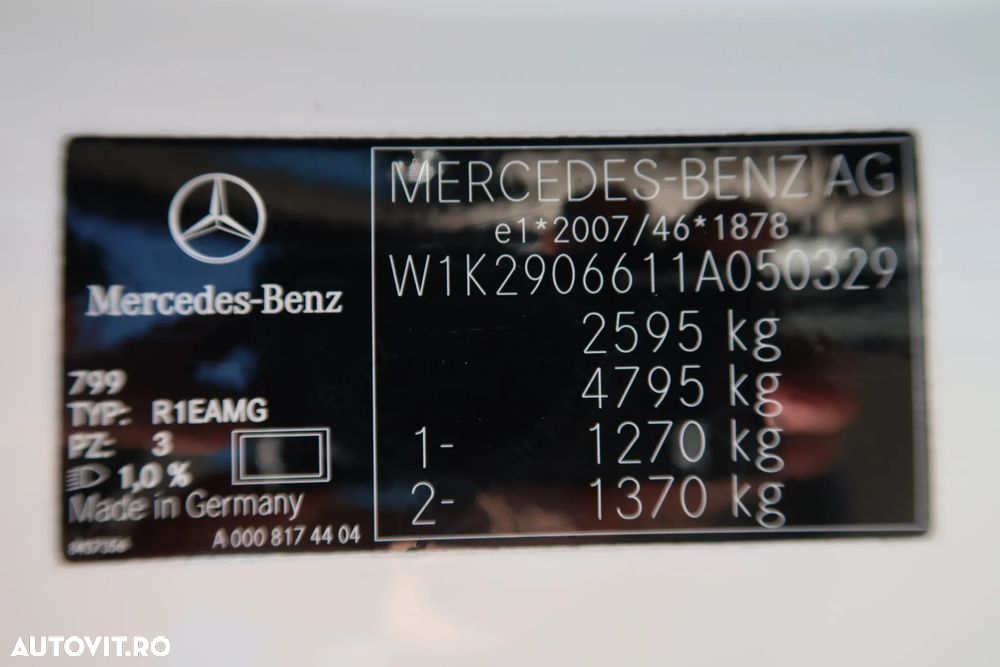 Mercedes-Benz
799
TYP: R1EAMG
PZ: 3
1,0 %
Made in Germany
A 000 817 44 04
MERCEDES-BENZ AG
e1*2007/46*1878
W1K2906611A050329
2595 kg
4795 kg
1- 1270 kg
2- 1370 kg
AUTOVIT.RO